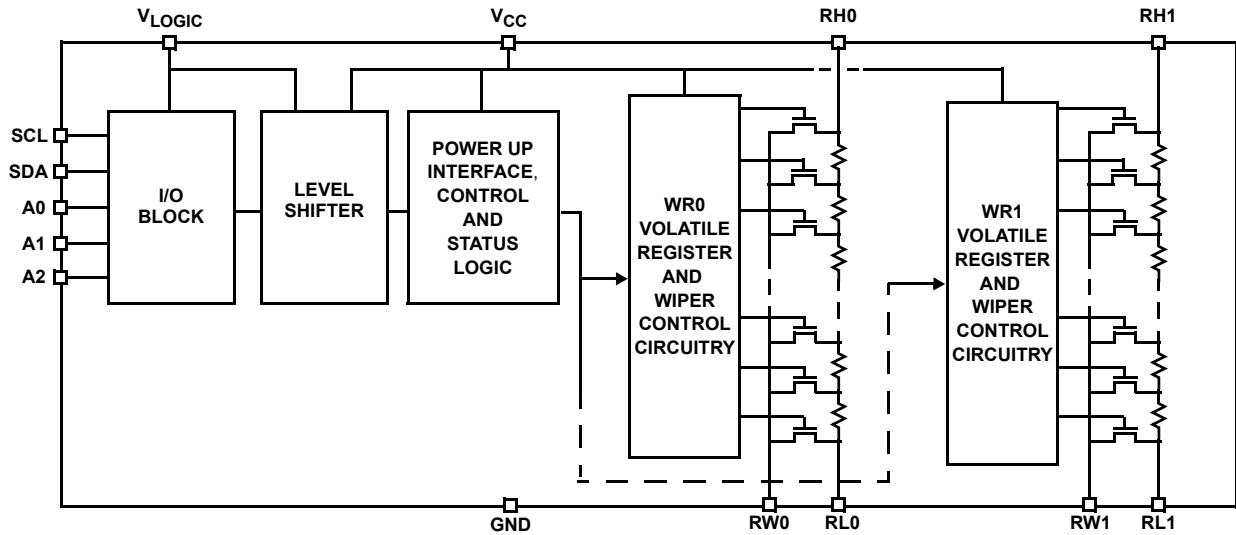 VLOGIC
VCC
RH0
RH1
SCL
SDA
A0
A1
A2
I/O
BLOCK
LEVEL
SHIFTER
POWER UP
INTERFACE,
CONTROL
AND
STATUS
LOGIC
WR0
VOLATILE
REGISTER
AND
WIPER
CONTROL
CIRCUITRY
WR1
VOLATILE
REGISTER
AND
WIPER
CONTROL
CIRCUITRY
GND
RW0
RL0
RW1
RL1